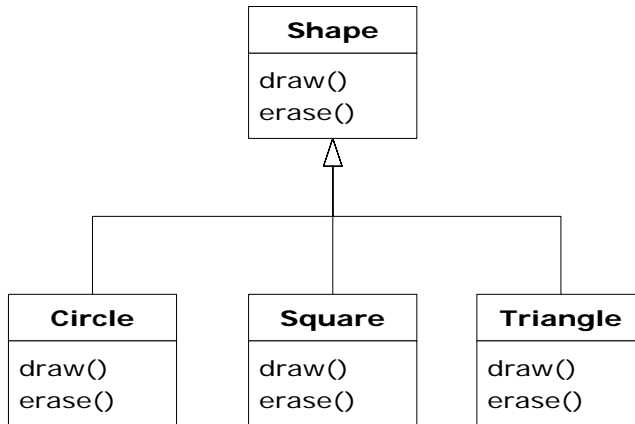 Shape
draw()
erase()
Circle
draw()
erase()
Square
draw()
erase()
Triangle
draw()
erase()